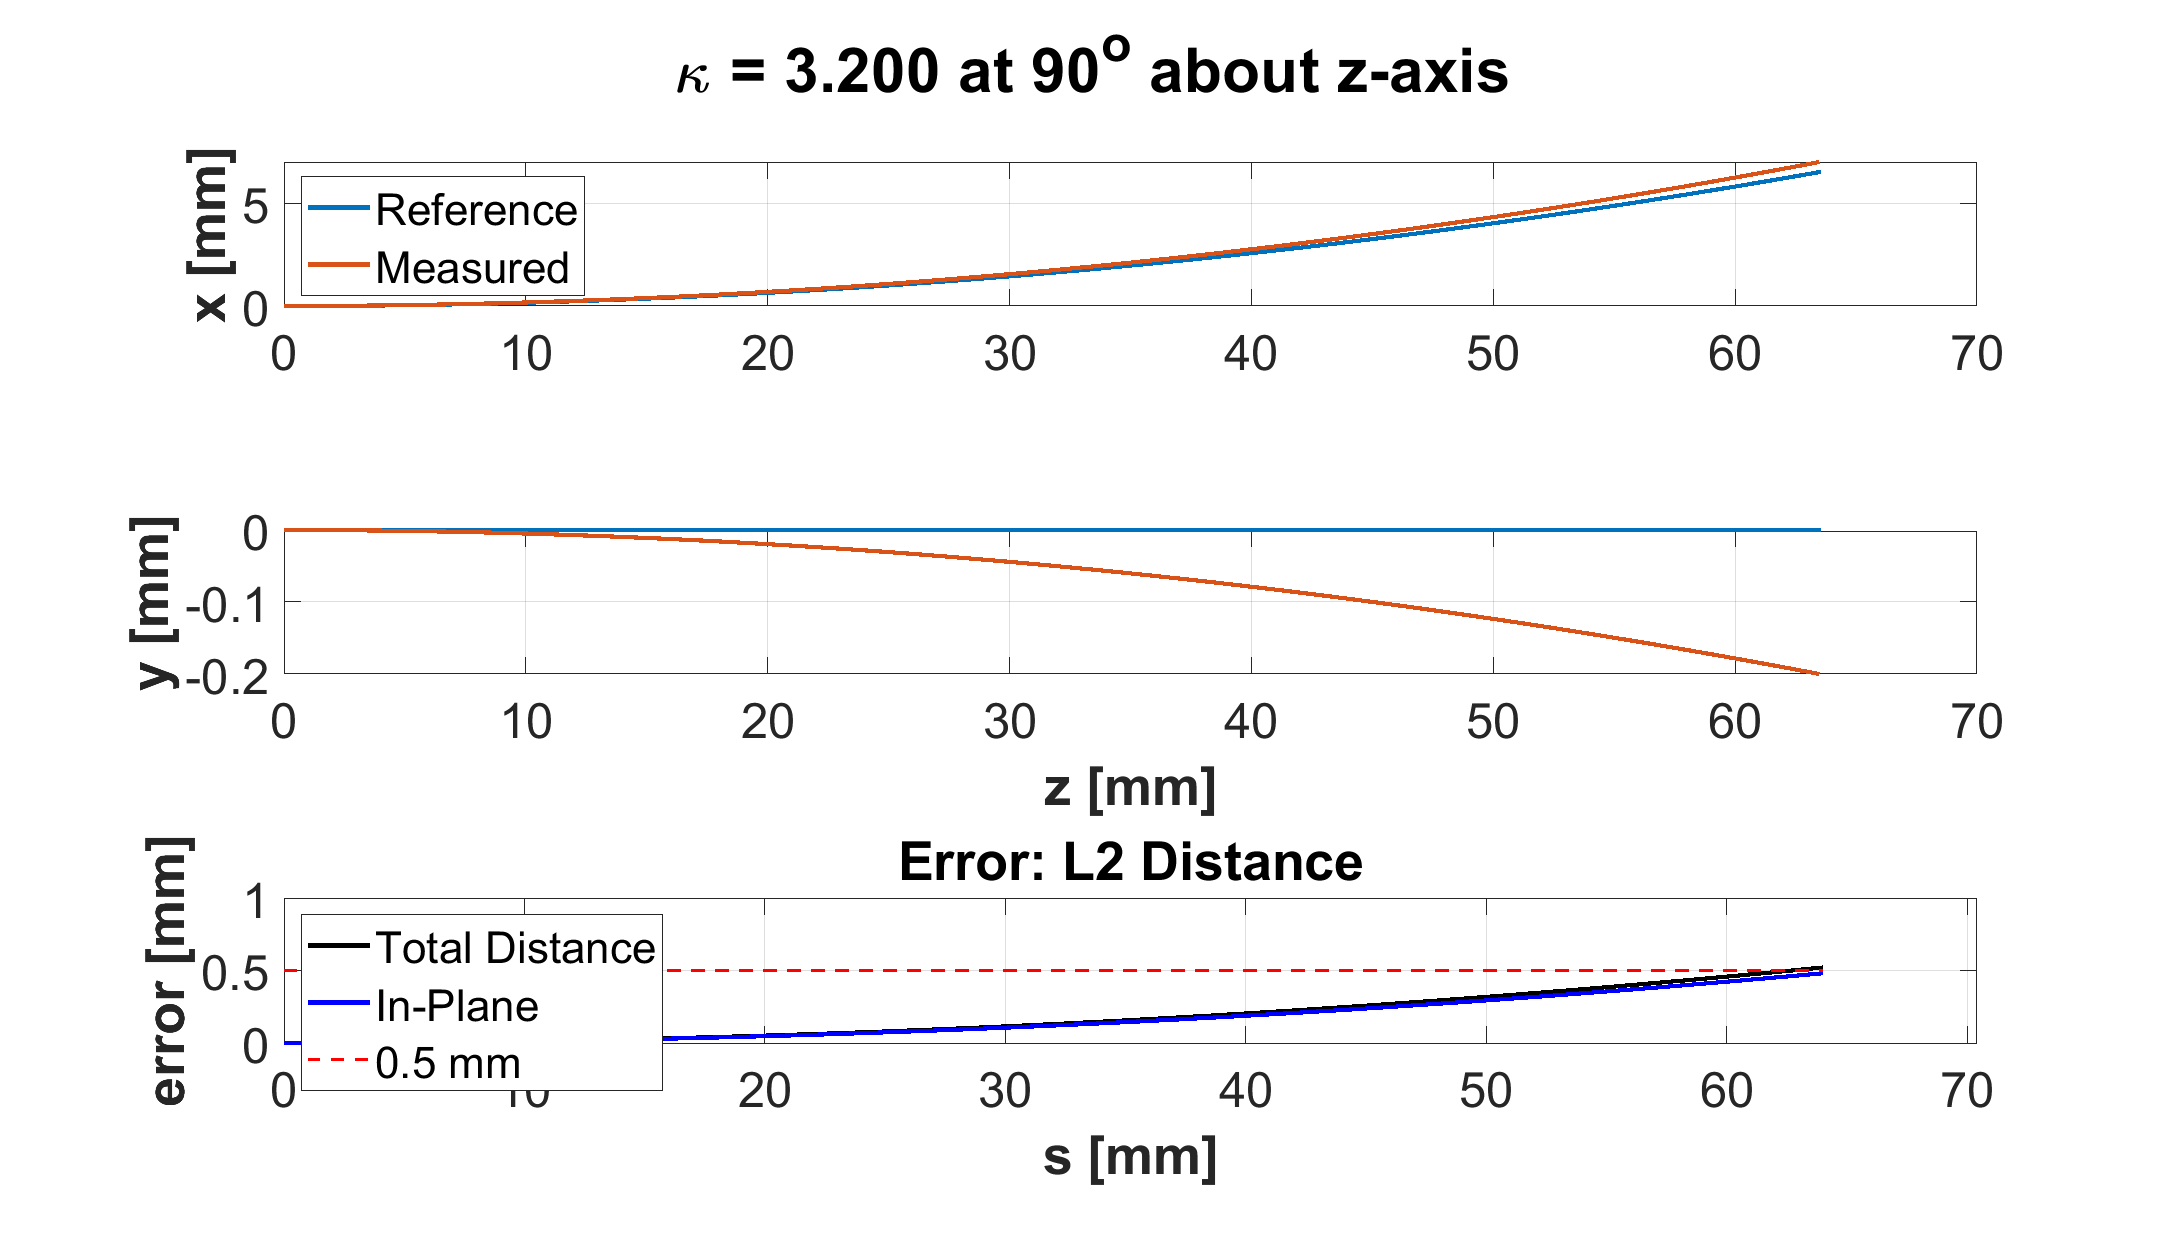 κ = 3.200 at 90° about z-axis
x [mm]
5
0
Reference
Measured
0 10 20 30 40 50 60 70
y [mm]
0
-0.1
-0.2
0 10 20 30 40 50 60 70
z [mm]
Error: L2 Distance
error [mm]
1
0.5
0
Total Distance
In-Plane
0.5 mm
0 10 20 30 40 50 60 70
s [mm]